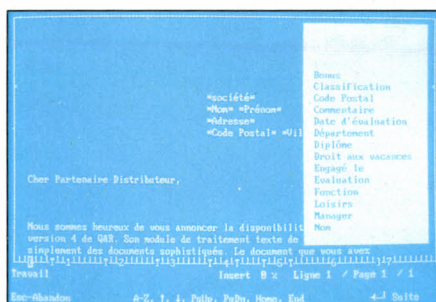 Bonus
Classification
Code Postal
Commentaire
Date d'évaluation
Département
Diplôme
Droit aux vacances
Engagé le
Evaluation
Fonction
Loisirs
Manager
Nom
"société"
"Nom" "Prénom"
"Adresse"
"Code Postal" "Vil
Cher Partenaire Distributeur,
Nous sommes heureux de vous annoncer la disponibilit
version 4 de Q&R. Son module de traitement texte de
simplement des documents sophistiqués. Le document que vous avez
Travail Insert 0 % Ligne 1 / Page 1 / 1
Esc-Abandon A-Z, ↑, ↓, PgUp, PgDn, Home, End ↵ Suite